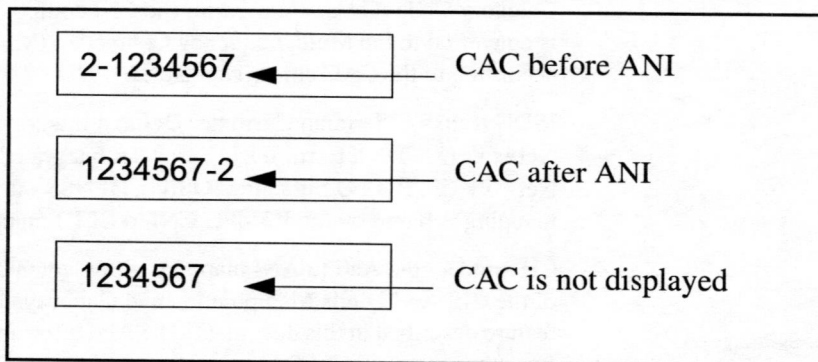 2-1234567 CAC before ANI
1234567-2 CAC after ANI
1234567 CAC is not displayed